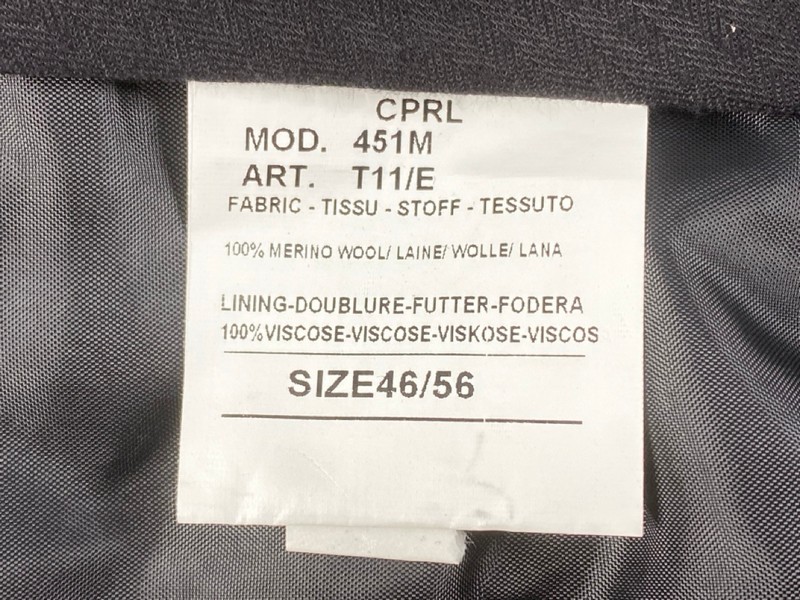 CPRL
MOD. 451M
ART. T11/E
FABRIC - TISSU - STOFF - TESSUTO
100% MERINO WOOL/ LAINE/ WOLLE/ LANA
LINING-DOUBLURE-FUTTER-FODERA
100%VISCOSE-VISCOSE-VISKOSE-VISCOS
SIZE46/56